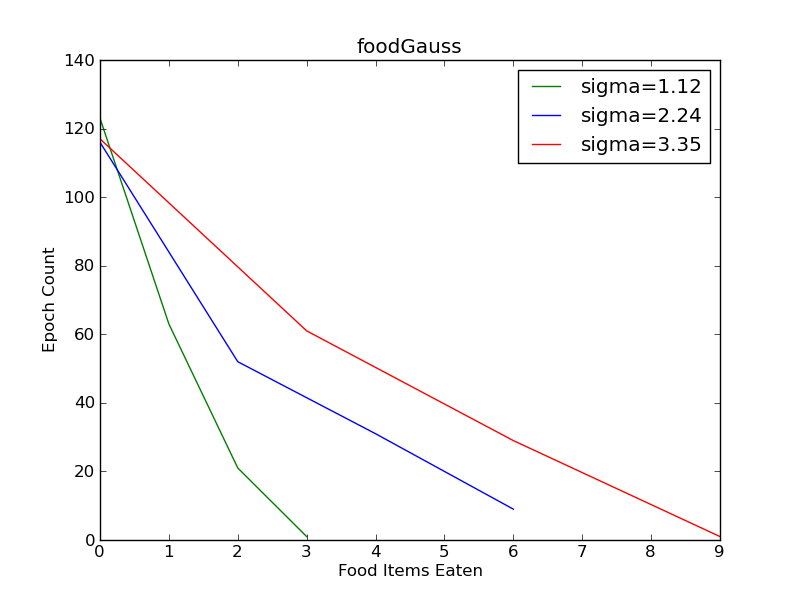 foodGauss
sigma=1.12
sigma=2.24
sigma=3.35
140
120
100
80
60
40
20
0
Epoch Count
0 1 2 3 4 5 6 7 8 9
Food Items Eaten